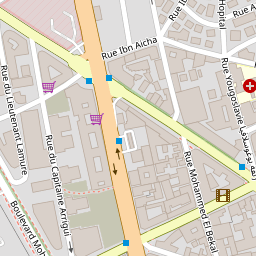 Rue Ibn Aicha
Hôpital
Rue Yougoslavie
Rue du Lieutenant Lamure
Rue du Capitaine Arrigui
Rue Mohammed El Bekal
Boulevard Moh